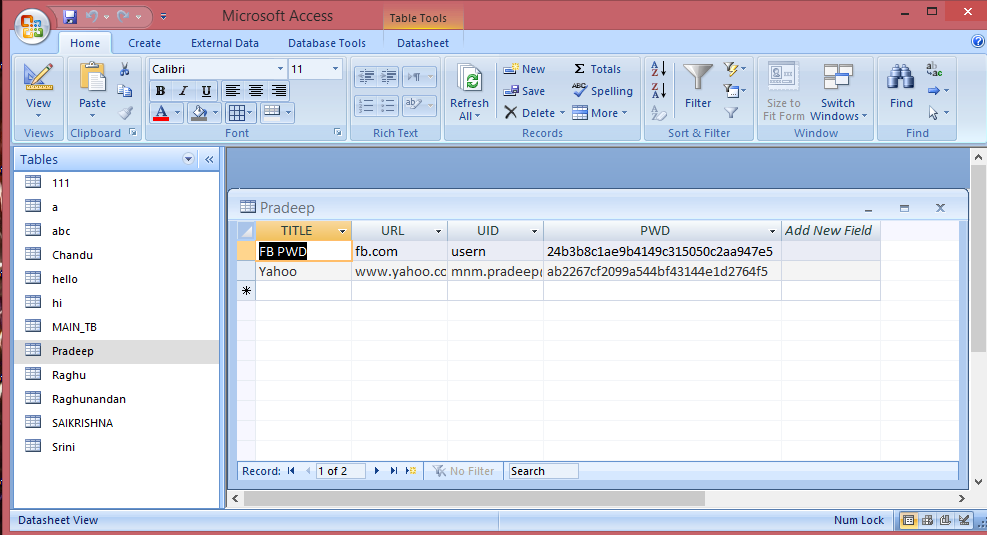 Microsoft Access
Table Tools
Home Create External Data Database Tools Datasheet
View
Views
Paste
Clipboard
Calibri 11
B I U
A
Font
Rich Text
Refresh All
New
Save
Delete
Σ Totals
ABC Spelling
More
Records
A Z
Z A
Filter
Sort & Filter
Size to Fit Form
Switch Windows
Window
Find
ab ac
Find
Tables
111
a
abc
Chandu
hello
hi
MAIN_TB
Pradeep
Raghu
Raghunandan
SAIKRISHNA
Srini
Pradeep
TITLE URL UID PWD Add New Field
FB PWD fb.com usern 24b3b8c1ae9b4149c315050c2aa947e5
Yahoo www.yahoo.cc mnm.pradeep@ ab2267cf2099a544bf43144e1d2764f5
Record: 1 of 2 No Filter Search
Datasheet View Num Lock